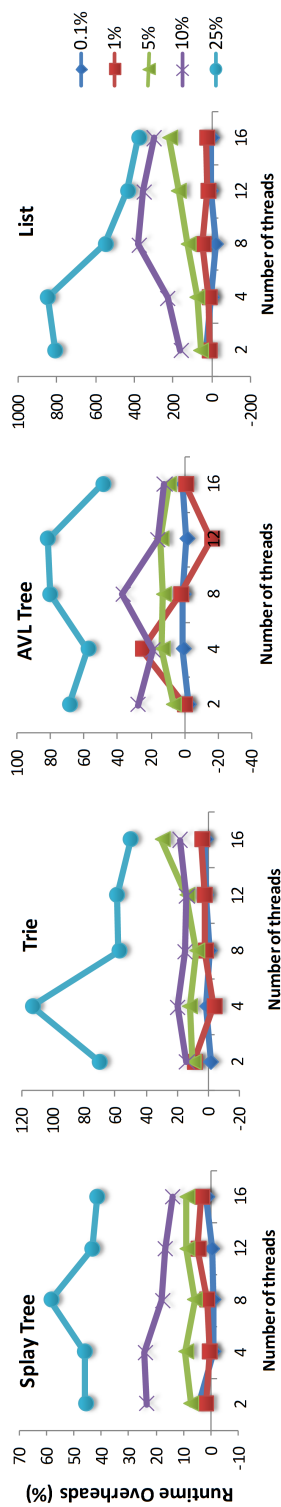 Splay Tree
Runtime Overheads (%)
70
60
50
40
30
20
10
0
-10
2 4 8 12 16
Number of threads
Trie
120
100
80
60
40
20
0
-20
2 4 8 12 16
Number of threads
AVL Tree
100
80
60
40
20
0
-20
-40
2 4 8 12 16
Number of threads
List
1000
800
600
400
200
0
-200
2 4 8 12 16
Number of threads
0.1%
1%
5%
10%
25%